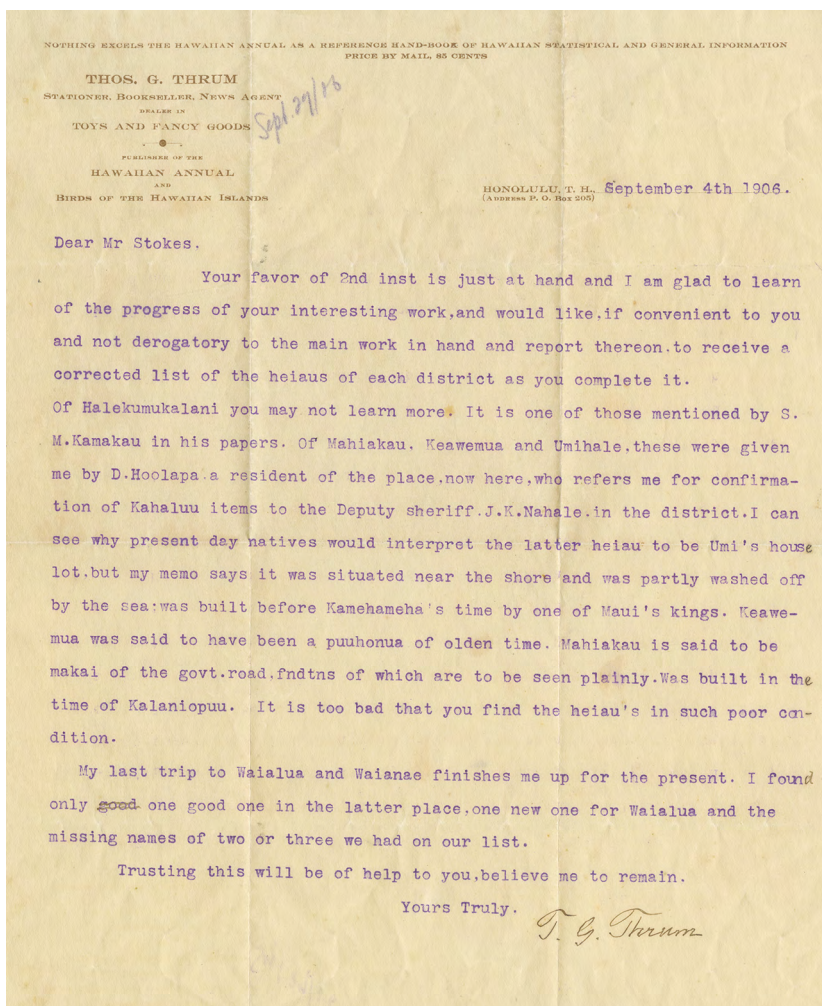 NOTHING EXCELS THE HAWAIIAN ANNUAL AS A REFERENCE HAND-BOOK OF HAWAIIAN STATISTICAL AND GENERAL INFORMATION
PRICE BY MAIL, 85 CENTS
THOS. G. THRUM
STATIONER, BOOKSELLER, NEWS AGENT
DEALER IN
TOYS AND FANCY GOODS
Sept. 29/06
PUBLISHER OF THE
HAWAIIAN ANNUAL
AND
BIRDS OF THE HAWAIIAN ISLANDS
HONOLULU, T. H., September 4th 1906.
(ADDRESS P. O. BOX 205)
Dear Mr Stokes.
Your favor of 2nd inst is just at hand and I am glad to learn
of the progress of your interesting work,and would like,if convenient to you
and not derogatory to the main work in hand and report thereon,to receive a
corrected list of the heiaus of each district as you complete it.
Of Halekumukalani you may not learn more. It is one of those mentioned by S.
M.Kamakau in his papers. Of Mahiakau, Keawemua and Umihale,these were given
me by D.Hoolapa,a resident of the place,now here,who refers me for confirma-
tion of Kahaluu items to the Deputy sheriff,J.K.Nahale,in the district.I can
see why present day natives would interpret the latter heiau to be Umi's house
lot,but my memo says it was situated near the shore and was partly washed off
by the sea:was built before Kamehameha's time by one of Maui's kings. Keawe-
mua was said to have been a puuhonua of olden time. Mahiakau is said to be
makai of the govt.road,fndtns of which are to be seen plainly.Was built in the
time of Kalaniopuu.  It is too bad that you find the heiau's in such poor con-
dition.
My last trip to Waialua and Waianae finishes me up for the present. I found
only good one good one in the latter place,one new one for Waialua and the
missing names of two or three we had on our list.
Trusting this will be of help to you,believe me to remain.
Yours Truly.
T. G. Thrum